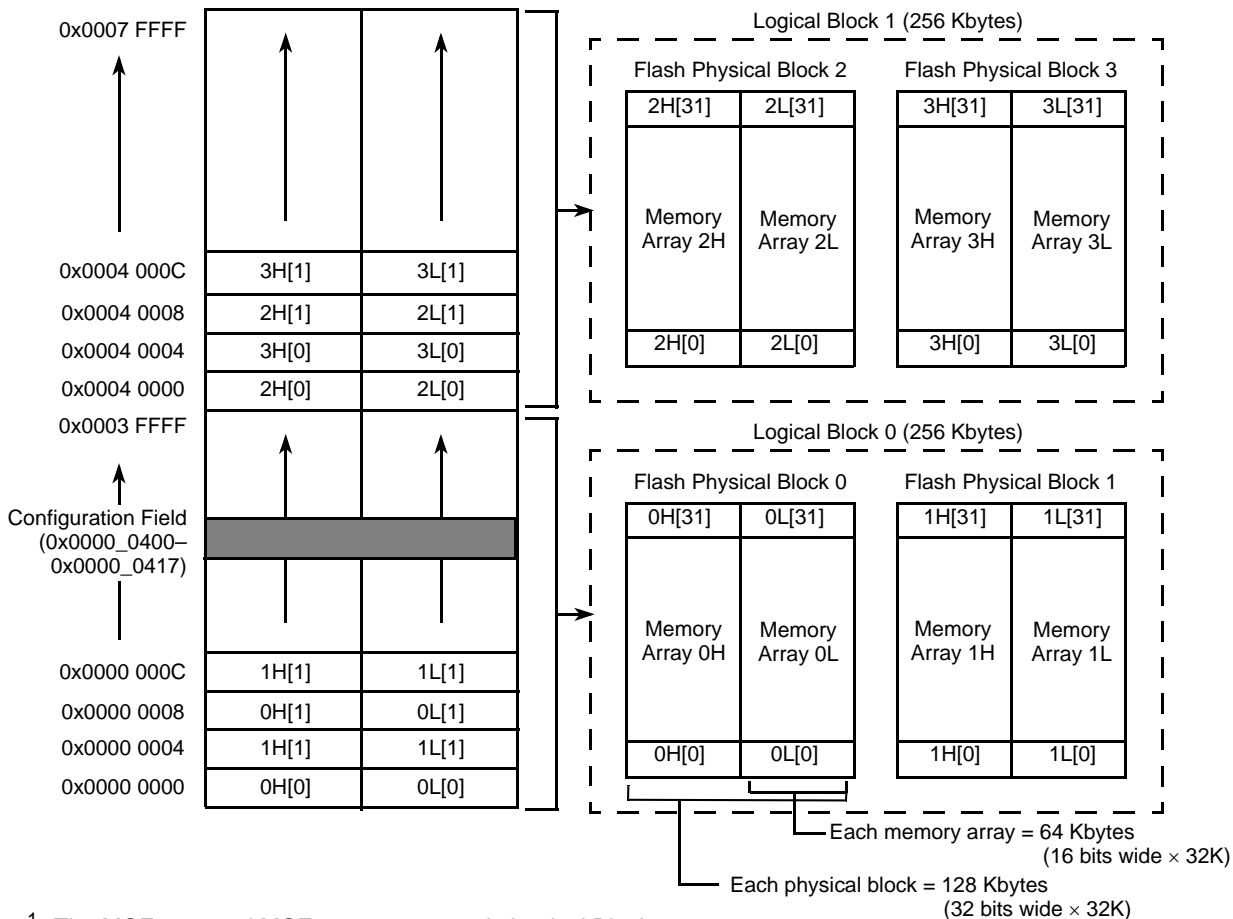 0x0007 FFFF
0x0004 000C
3H[1]
3L[1]
0x0004 0008
2H[1]
2L[1]
0x0004 0004
3H[0]
3L[0]
0x0004 0000
2H[0]
2L[0]
0x0003 FFFF
Configuration Field
(0x0000_0400–
0x0000_0417)
0x0000 000C
1H[1]
1L[1]
0x0000 0008
0H[1]
0L[1]
0x0000 0004
1H[1]
1L[1]
0x0000 0000
0H[0]
0L[0]
Logical Block 1 (256 Kbytes)
Flash Physical Block 2
2H[31]
2L[31]
Memory
Array 2H
Memory
Array 2L
2H[0]
2L[0]
Flash Physical Block 3
3H[31]
3L[31]
Memory
Array 3H
Memory
Array 3L
3H[0]
3L[0]
Logical Block 0 (256 Kbytes)
Flash Physical Block 0
0H[31]
0L[31]
Memory
Array 0H
Memory
Array 0L
0H[0]
0L[0]
Flash Physical Block 1
1H[31]
1L[31]
Memory
Array 1H
Memory
Array 1L
1H[0]
1L[0]
Each memory array = 64 Kbytes
(16 bits wide × 32K)
Each physical block = 128 Kbytes
(32 bits wide × 32K)